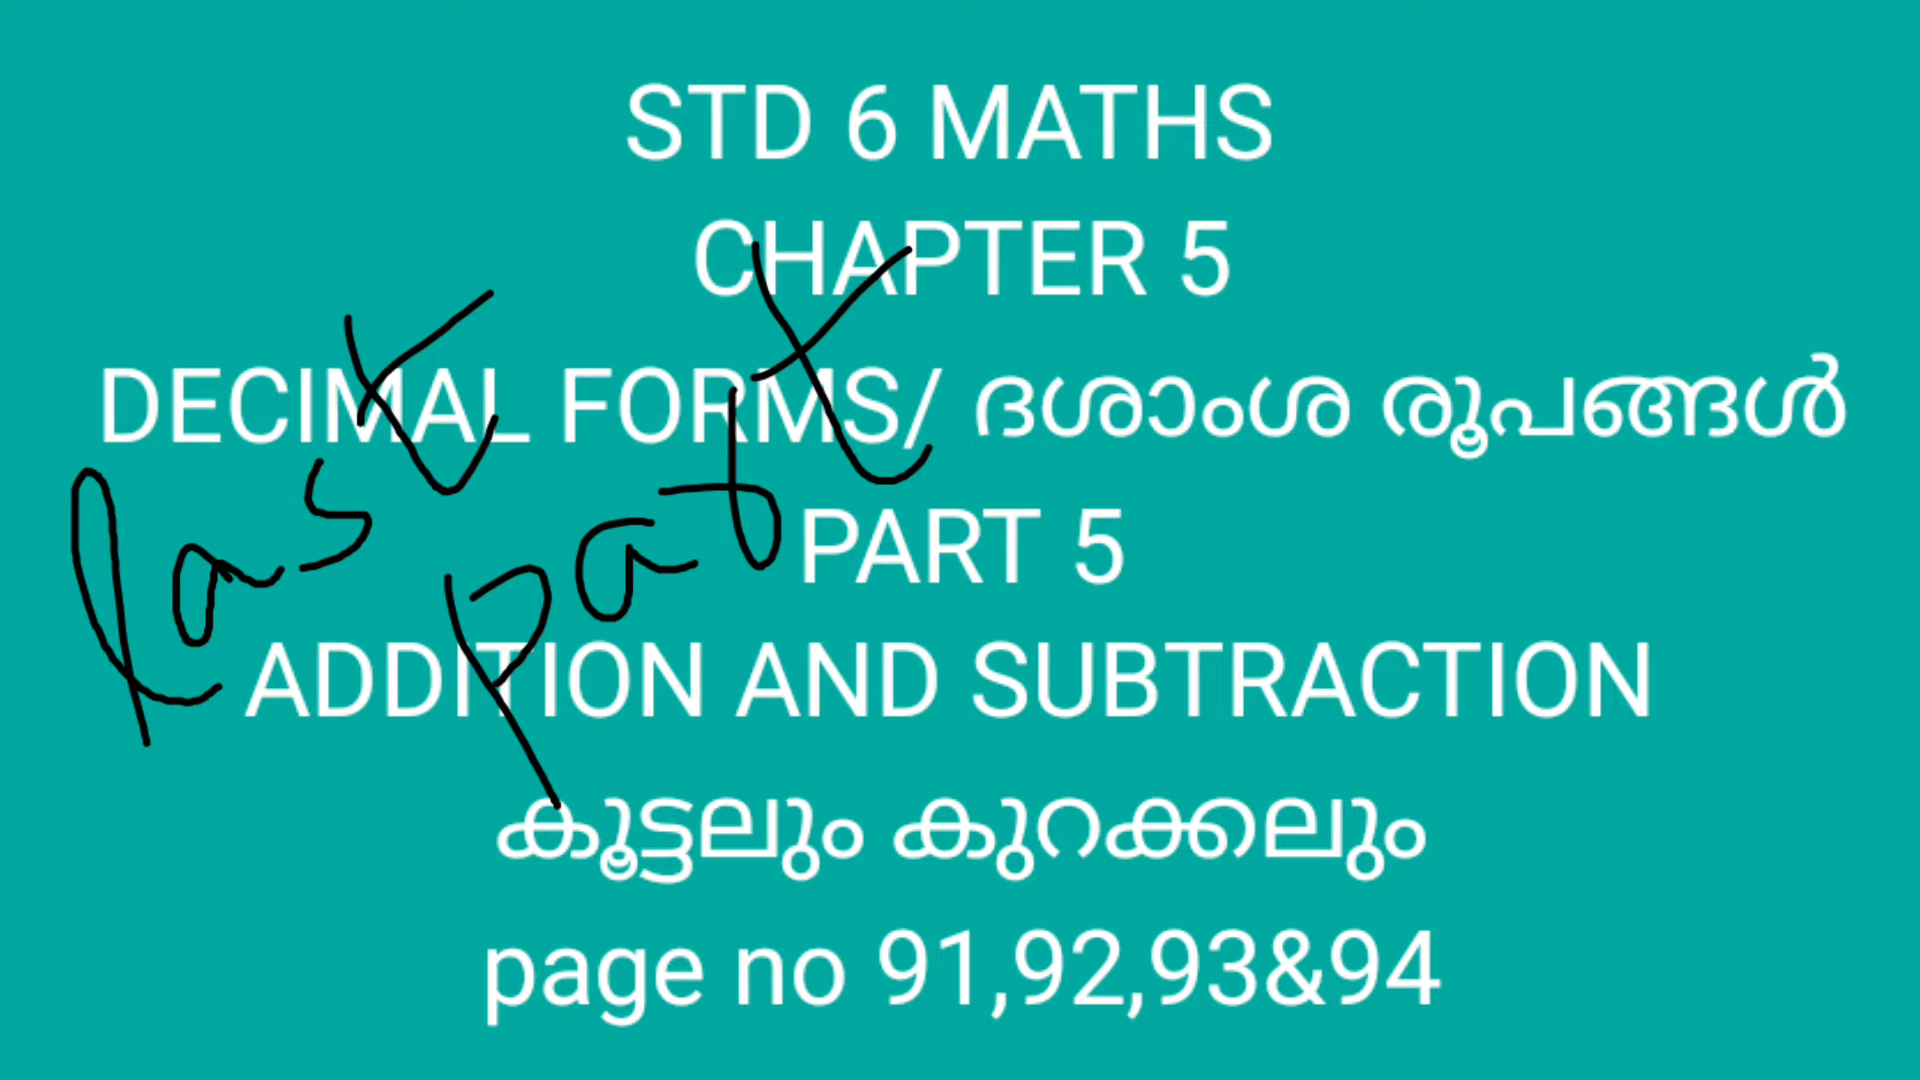 STD 6 MATHS
CHAPTER 5
DECIMAL FORMS/ ദശാംശ രൂപങ്ങൾ
PART 5
ADDITION AND SUBTRACTION
കൂട്ടലും കുറക്കലും
page no 91,92,93&94
last part